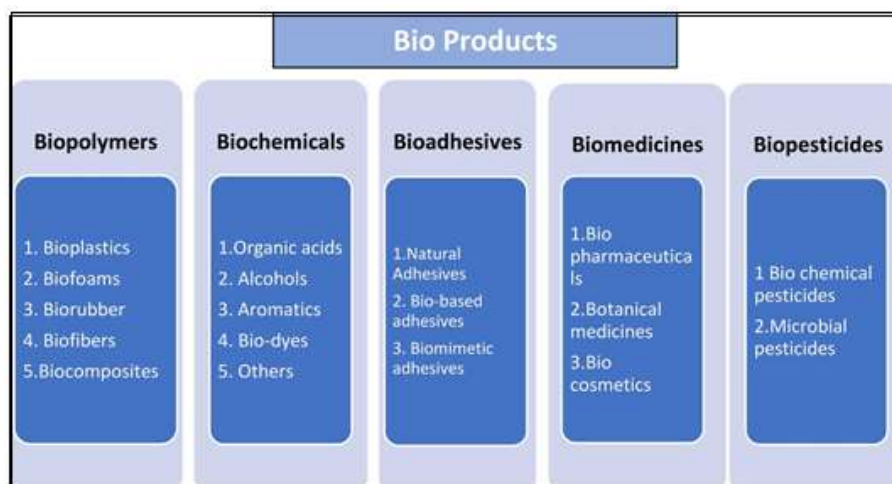 Bio Products
Biopolymers
1. Bioplastics
2. Biofoams
3. Biorubber
4. Biofibers
5.Biocomposites
Biochemicals
1.Organic acids
2. Alcohols
3. Aromatics
4. Bio-dyes
5. Others
Bioadhesives
1.Natural
Adhesives
2. Bio-based
adhesives
3. Biomimetic
adhesives
Biomedicines
1.Bio
pharmaceutica
ls
2.Botanical
medicines
3.Bio
cosmetics
Biopesticides
1 Bio chemical
pesticides
2.Microbial
pesticides